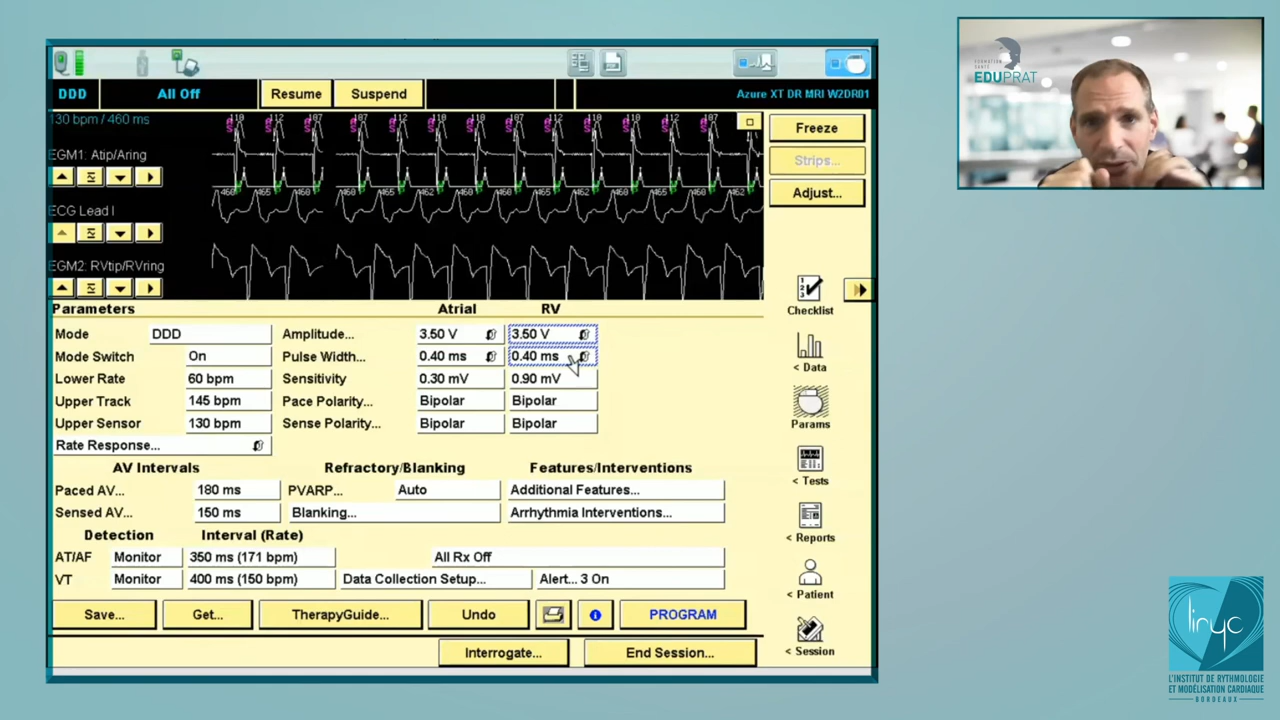 DDD All Off Resume Suspend Azure XT DR MRI W2DR01
130 bpm / 460 ms
EGM1: Atip/Aring
ECG Lead I
EGM2: RVtip/RVring
Freeze
Strips...
Adjust...
Parameters Atrial RV
Mode DDD Amplitude... 3.50 V 3.50 V
Mode Switch On Pulse Width... 0.40 ms 0.40 ms
Lower Rate 60 bpm Sensitivity 0.30 mV 0.90 mV
Upper Track 145 bpm Pace Polarity... Bipolar Bipolar
Upper Sensor 130 bpm Sense Polarity... Bipolar Bipolar
Rate Response...
AV Intervals Refractory/Blanking Features/Interventions
Paced AV... 180 ms PVARP... Auto Additional Features...
Sensed AV... 150 ms Blanking... Arrhythmia Interventions...
Detection Interval (Rate)
AT/AF Monitor 350 ms (171 bpm) All Rx Off
VT Monitor 400 ms (150 bpm) Data Collection Setup... Alert... 3 On
Save... Get... TherapyGuide... Undo PROGRAM
Interrogate... End Session...
Checklist
< Data
Params
< Tests
< Reports
< Patient
< Session
FORMATION
SANTÉ
EDUPRAT
liryc
L'INSTITUT DE RYTHMOLOGIE
ET MODÉLISATION CARDIAQUE
BORDEAUX